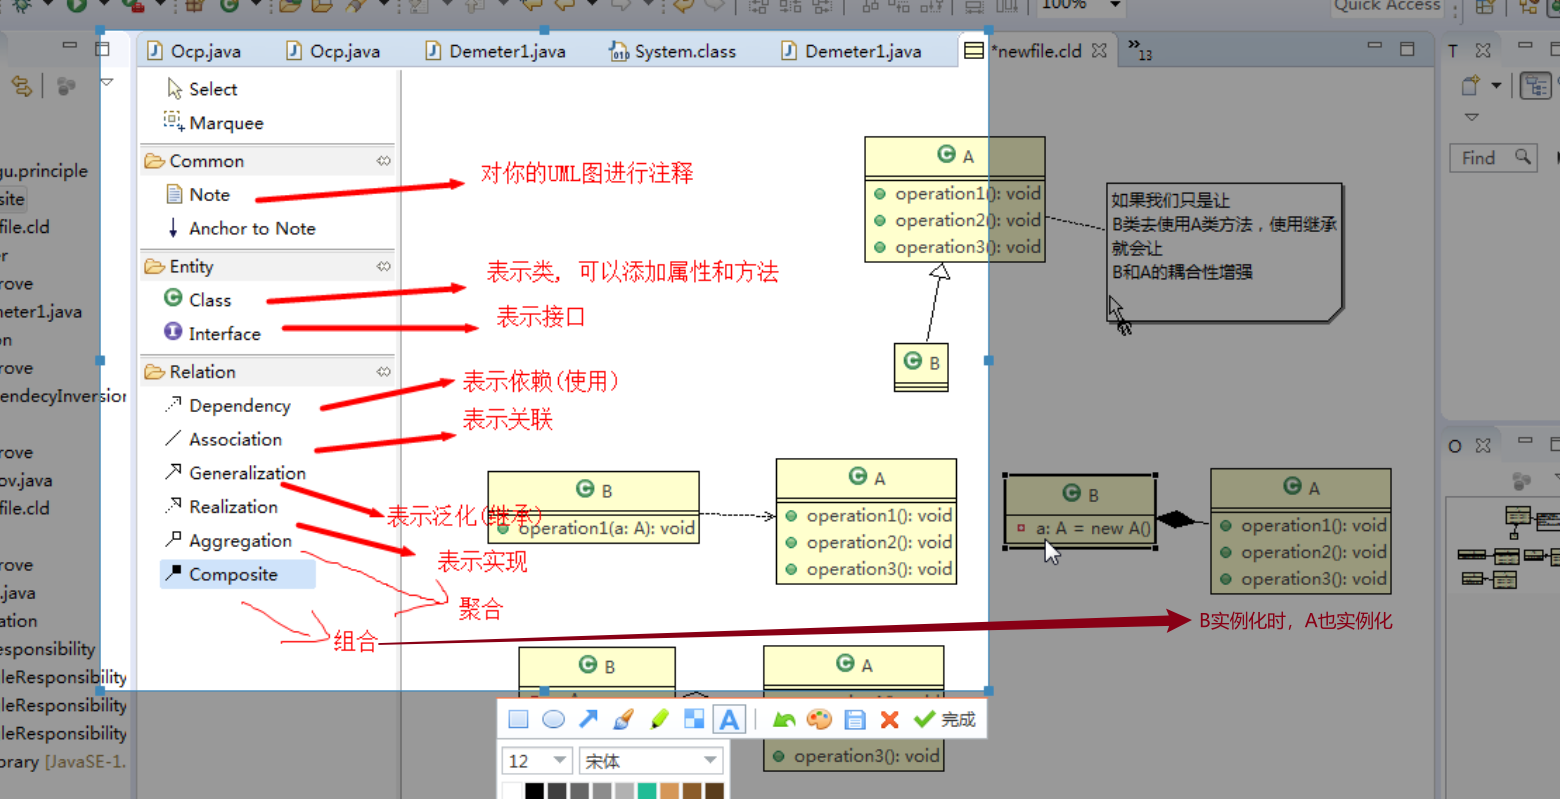 100%
Quick Access
Ocp.java
Ocp.java
Demeter1.java
System.class
Demeter1.java
*newfile.cld
»13
T
Select
Marquee
Common
Note
Anchor to Note
Entity
Class
Interface
Relation
Dependency
Association
Generalization
Realization
Aggregation
Composite
gu.principle
site
file.cld
er
rove
neter1.java
on
rove
endecyInversion
rove
ov.java
file.cld
rove
.java
ation
esponsibility
leResponsibility
leResponsibility
leResponsibility
brary [JavaSE-1.
对你的UML图进行注释
表示类, 可以添加属性和方法
表示接口
表示依赖(使用)
表示关联
表示泛化(继承)
表示实现
聚合
组合
B实例化时，A也实例化
A
operation1(): void
operation2(): void
operation3(): void
B
如果我们只是让
B类去使用A类方法，使用继承
就会让
B和A的耦合性增强
Find
O
B
operation1(a: A): void
A
operation1(): void
operation2(): void
operation3(): void
B
a: A = new A()
A
operation1(): void
operation2(): void
operation3(): void
B
A
operation3(): void
A
完成
12
宋体